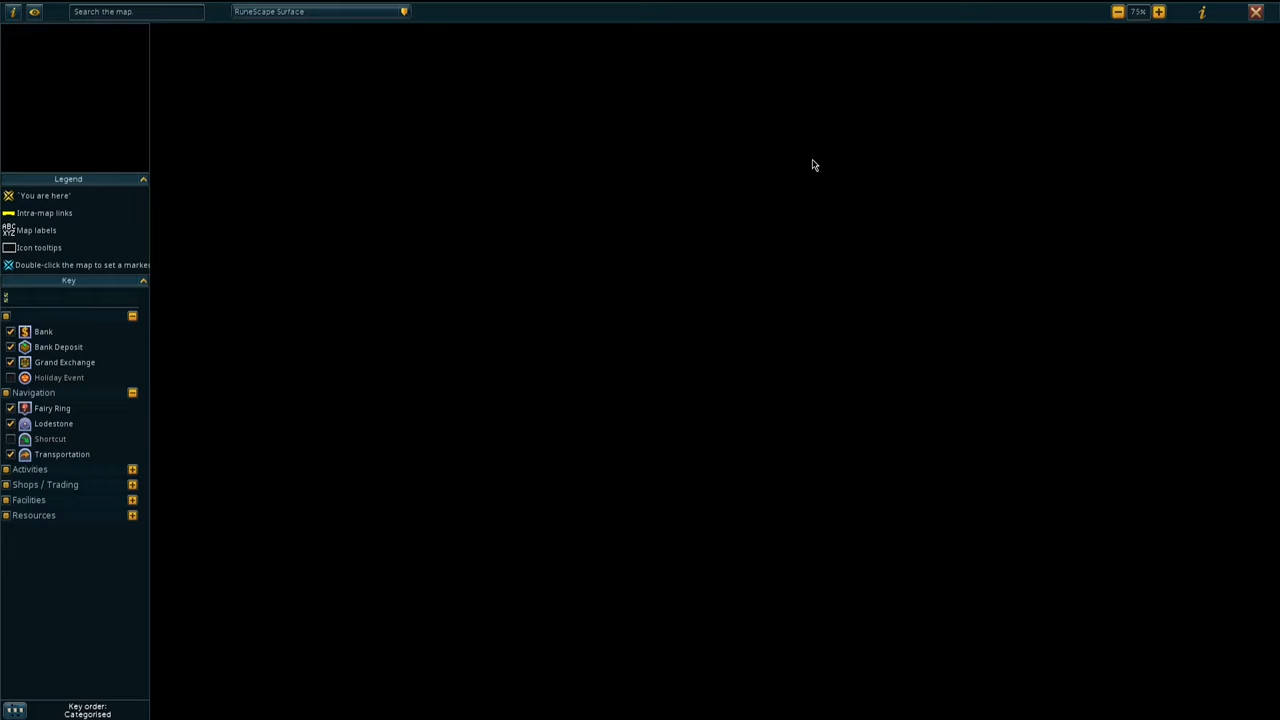 Search the map.
RuneScape Surface
75%
Legend
`You are here'
Intra-map links
ABC
XYZ
Map labels
Icon tooltips
Double-click the map to set a marker
Key
Bank
Bank Deposit
Grand Exchange
Holiday Event
Navigation
Fairy Ring
Lodestone
Shortcut
Transportation
Activities
Shops / Trading
Facilities
Resources
Key order:
Categorised